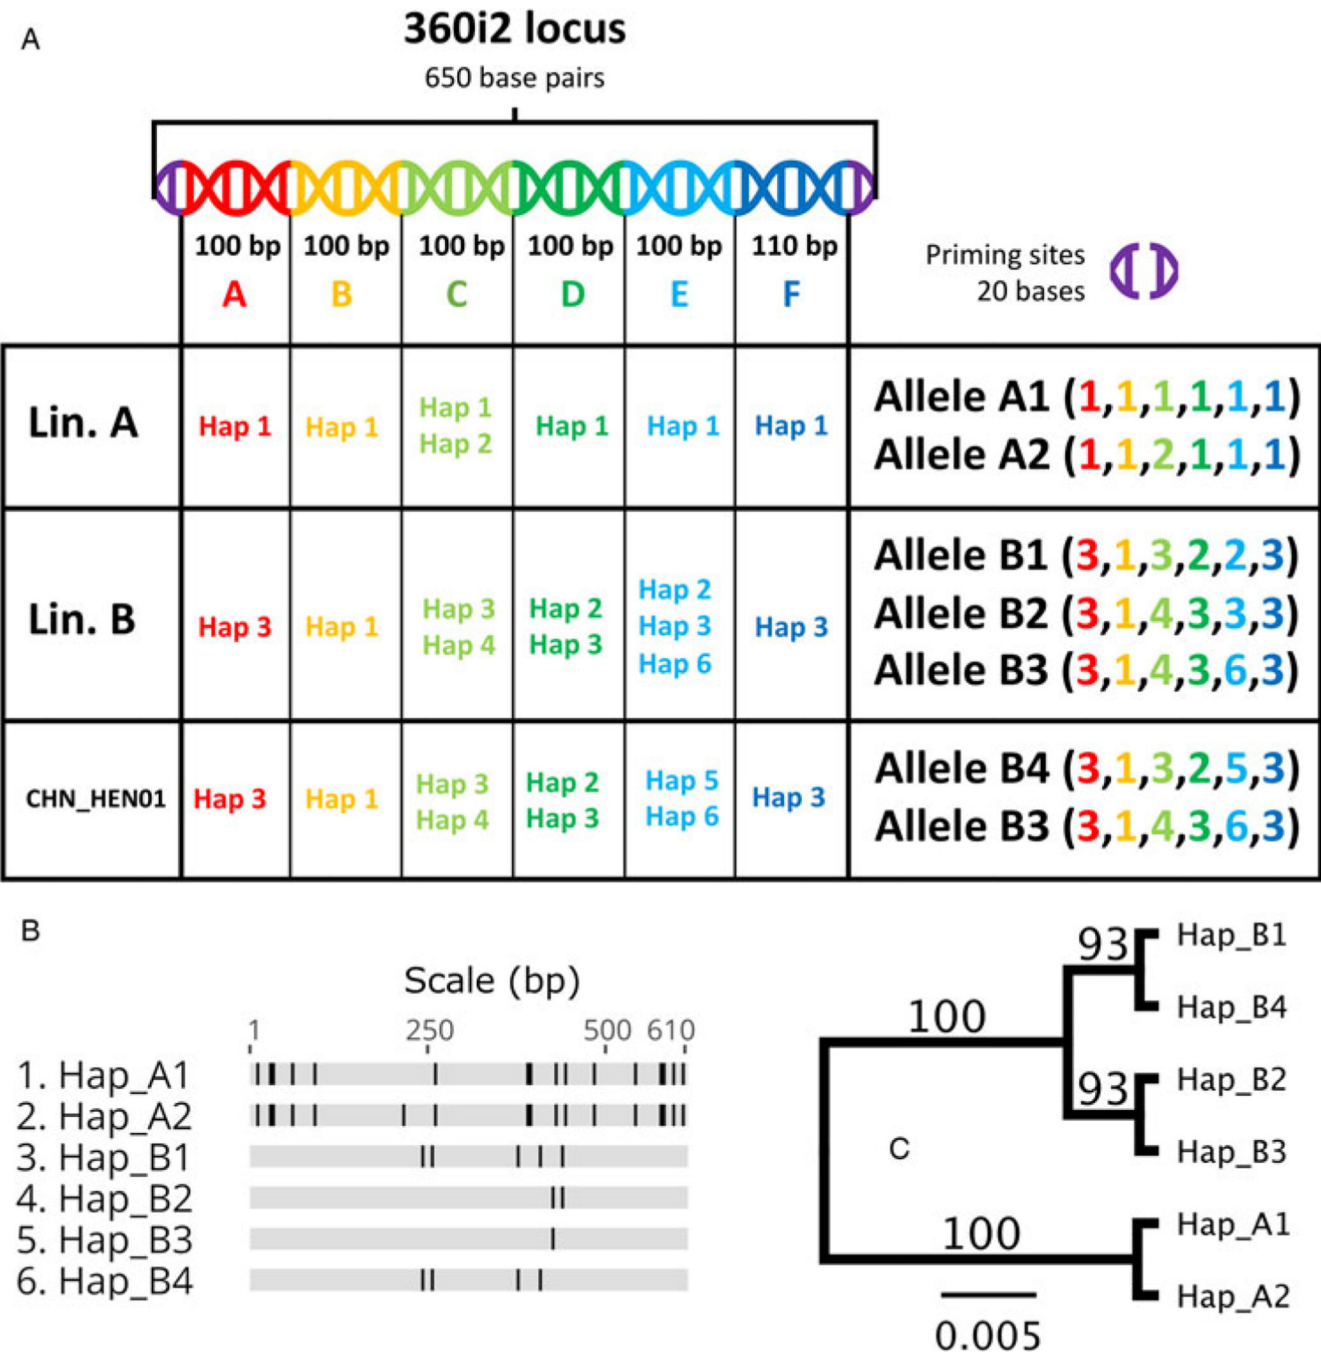 A
360i2 locus
650 base pairs
100 bp 100 bp 100 bp 100 bp 100 bp 110 bp
A B C D E F
Priming sites
20 bases
Lin. A
Hap 1
Hap 1
Hap 1
Hap 2
Hap 1
Hap 1
Hap 1
Allele A1 (1,1,1,1,1,1)
Allele A2 (1,1,2,1,1,1)
Lin. B
Hap 3
Hap 1
Hap 3
Hap 4
Hap 2
Hap 3
Hap 2
Hap 3
Hap 6
Hap 3
Allele B1 (3,1,3,2,2,3)
Allele B2 (3,1,4,3,3,3)
Allele B3 (3,1,4,3,6,3)
CHN_HEN01
Hap 3
Hap 1
Hap 3
Hap 4
Hap 2
Hap 3
Hap 5
Hap 6
Hap 3
Allele B4 (3,1,3,2,5,3)
Allele B3 (3,1,4,3,6,3)
B
Scale (bp)
1 250 500 610
1. Hap_A1
2. Hap_A2
3. Hap_B1
4. Hap_B2
5. Hap_B3
6. Hap_B4
C
93
100
93
100
Hap_B1
Hap_B4
Hap_B2
Hap_B3
Hap_A1
Hap_A2
0.005